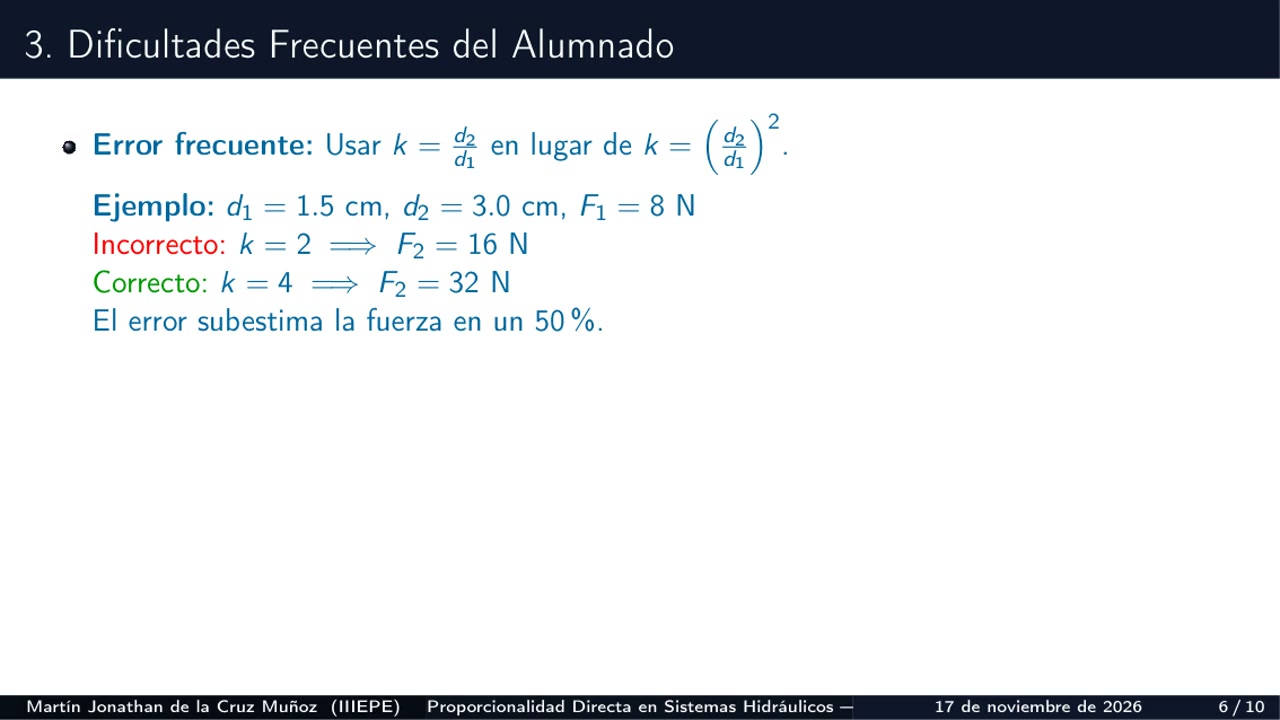 3. Dificultades Frecuentes del Alumnado
Error frecuente: Usar k = d₂/d₁ en lugar de k = (d₂/d₁)².
Ejemplo: d₁ = 1.5 cm, d₂ = 3.0 cm, F₁ = 8 N
Incorrecto: k = 2 ⟹ F₂ = 16 N
Correcto: k = 4 ⟹ F₂ = 32 N
El error subestima la fuerza en un 50 %.
Martín Jonathan de la Cruz Muñoz (IIIEPE) Proporcionalidad Directa en Sistemas Hidráulicos — 17 de noviembre de 2026 6 / 10